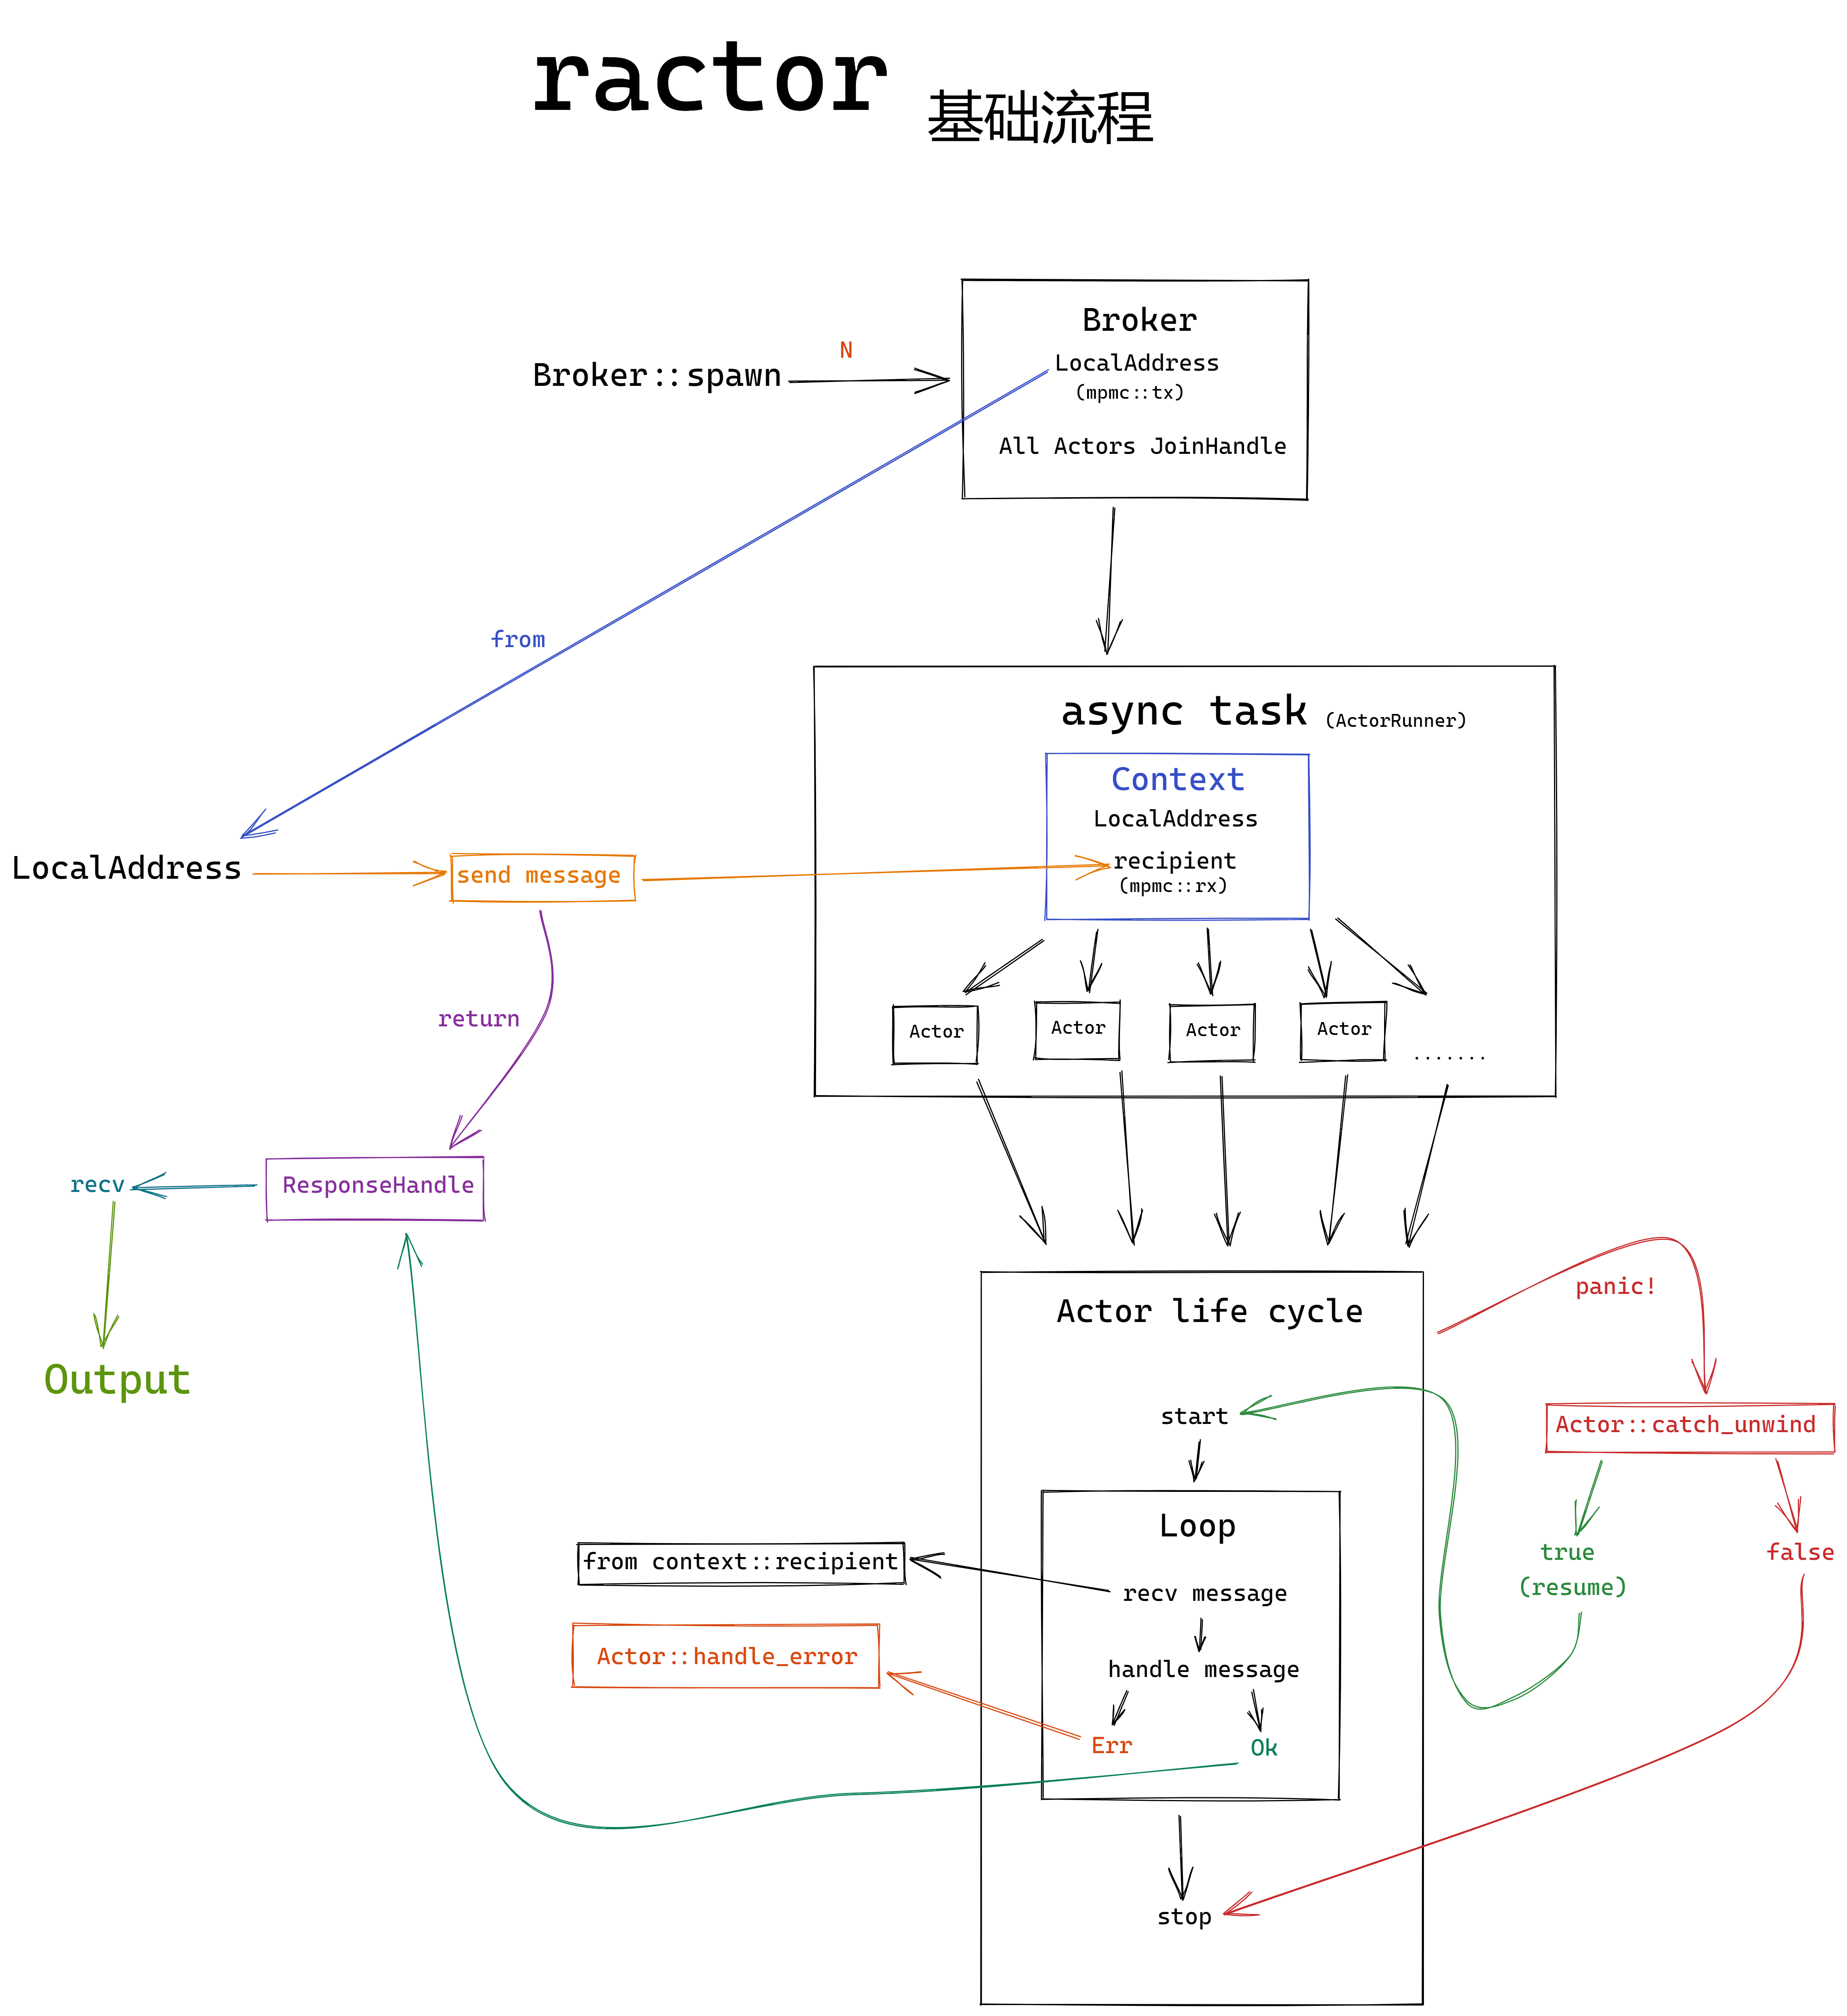 ractor 基础流程
Broker
LocalAddress
(mpmc::tx)
All Actors JoinHandle
Broker::spawn
N
from
async task (ActorRunner)
Context
LocalAddress
recipient
(mpmc::rx)
LocalAddress
send message
Actor
Actor
Actor
Actor
.......
return
ResponseHandle
recv
Output
Actor life cycle
start
Loop
recv message
handle message
Err
Ok
stop
from context::recipient
Actor::handle_error
panic!
Actor::catch_unwind
true
(resume)
false